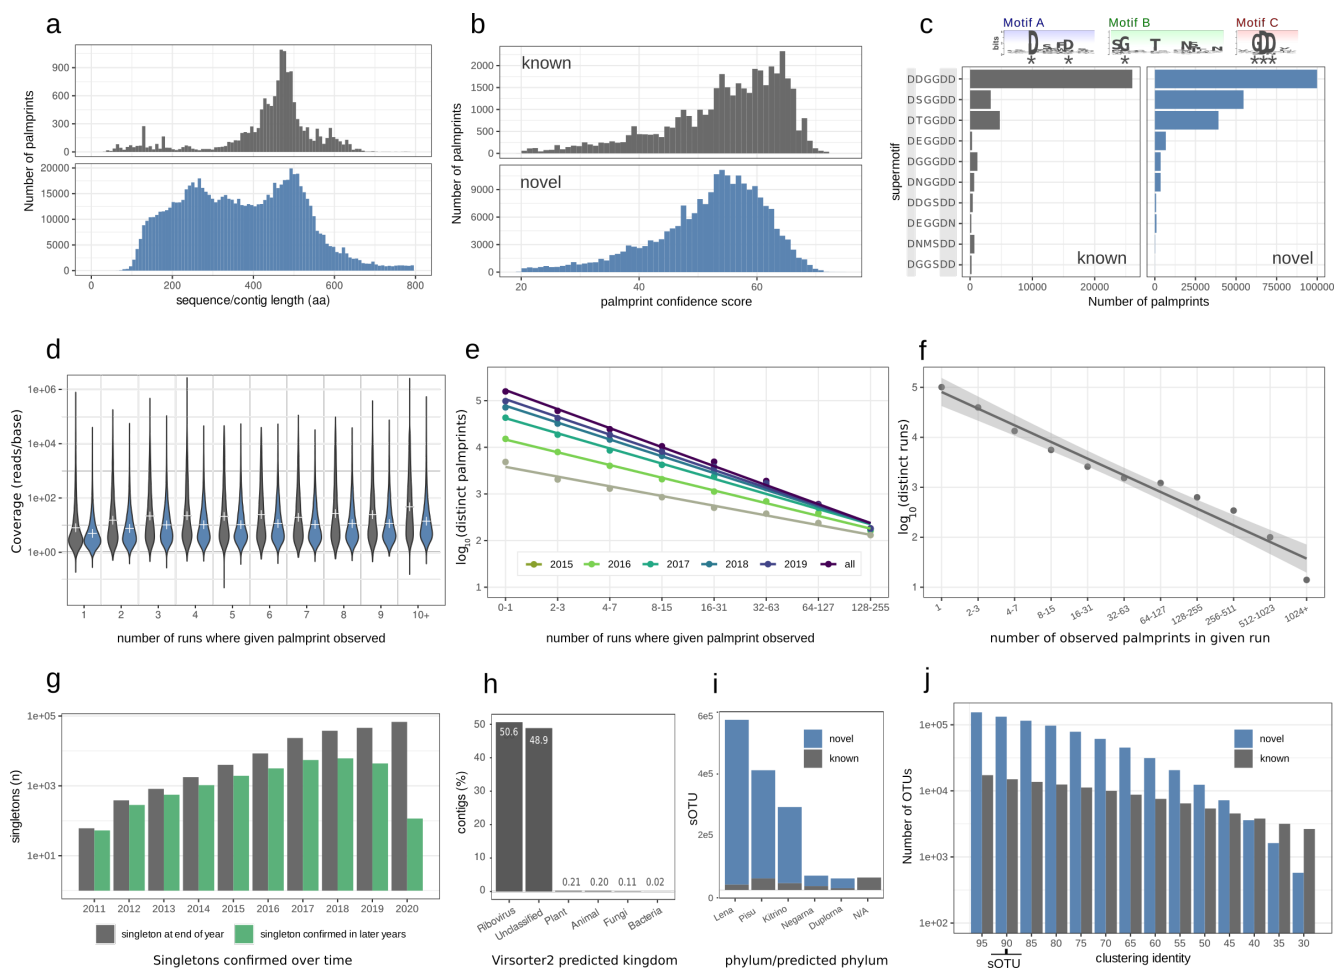 a
Number of palmprints
900
600
300
0
20000
15000
10000
5000
0
0
200
400
600
800
sequence/contig length (aa)
b
Number of palmprints
known
2000
1500
1000
500
0
novel
9000
6000
3000
0
20
40
60
palmprint confidence score
c
Motif A
Motif B
Motif C
bits
* * * ***
supermotif
DDGGDD
DSGGDD
DTGGDD
DEGGDD
DGGGDD
DNGGDD
DDGSDD
DEGGDN
DNMSDD
DGGSDD
known
novel
0
10000
20000
0
25000
50000
75000
100000
Number of palmprints
d
Coverage (reads/base)
1e+06
1e+04
1e+02
1e+00
1
2
3
4
5
6
7
8
9
10+
number of runs where given palmprint observed
e
log10(distinct palmprints)
5
4
3
2
1
2015
2016
2017
2018
2019
all
0-1
2-3
4-7
8-15
16-31
32-63
64-127
128-255
number of runs where given palmprint observed
f
log10(distinct runs)
5
4
3
2
1
1
2-3
4-7
8-15
16-31
32-63
64-127
128-255
256-511
512-1023
1024+
number of observed palmprints in given run
g
singletons (n)
1e+05
1e+03
1e+01
2011
2012
2013
2014
2015
2016
2017
2018
2019
2020
singleton at end of year
singleton confirmed in later years
Singletons confirmed over time
h
contigs (%)
50
40
30
20
10
0
50.6
48.9
0.21
0.20
0.11
0.02
Ribovirus
Unclassified
Plant
Animal
Fungi
Bacteria
Virsorter2 predicted kingdom
i
sOTU
6e5
4e5
2e5
0
novel
known
Lena
Pisu
Kitrino
Negarna
Duploma
N/A
phylum/predicted phylum
j
Number of OTUs
1e+05
1e+04
1e+03
1e+02
novel
known
95
90
85
80
75
70
65
60
55
50
45
40
35
30
sOTU
clustering identity